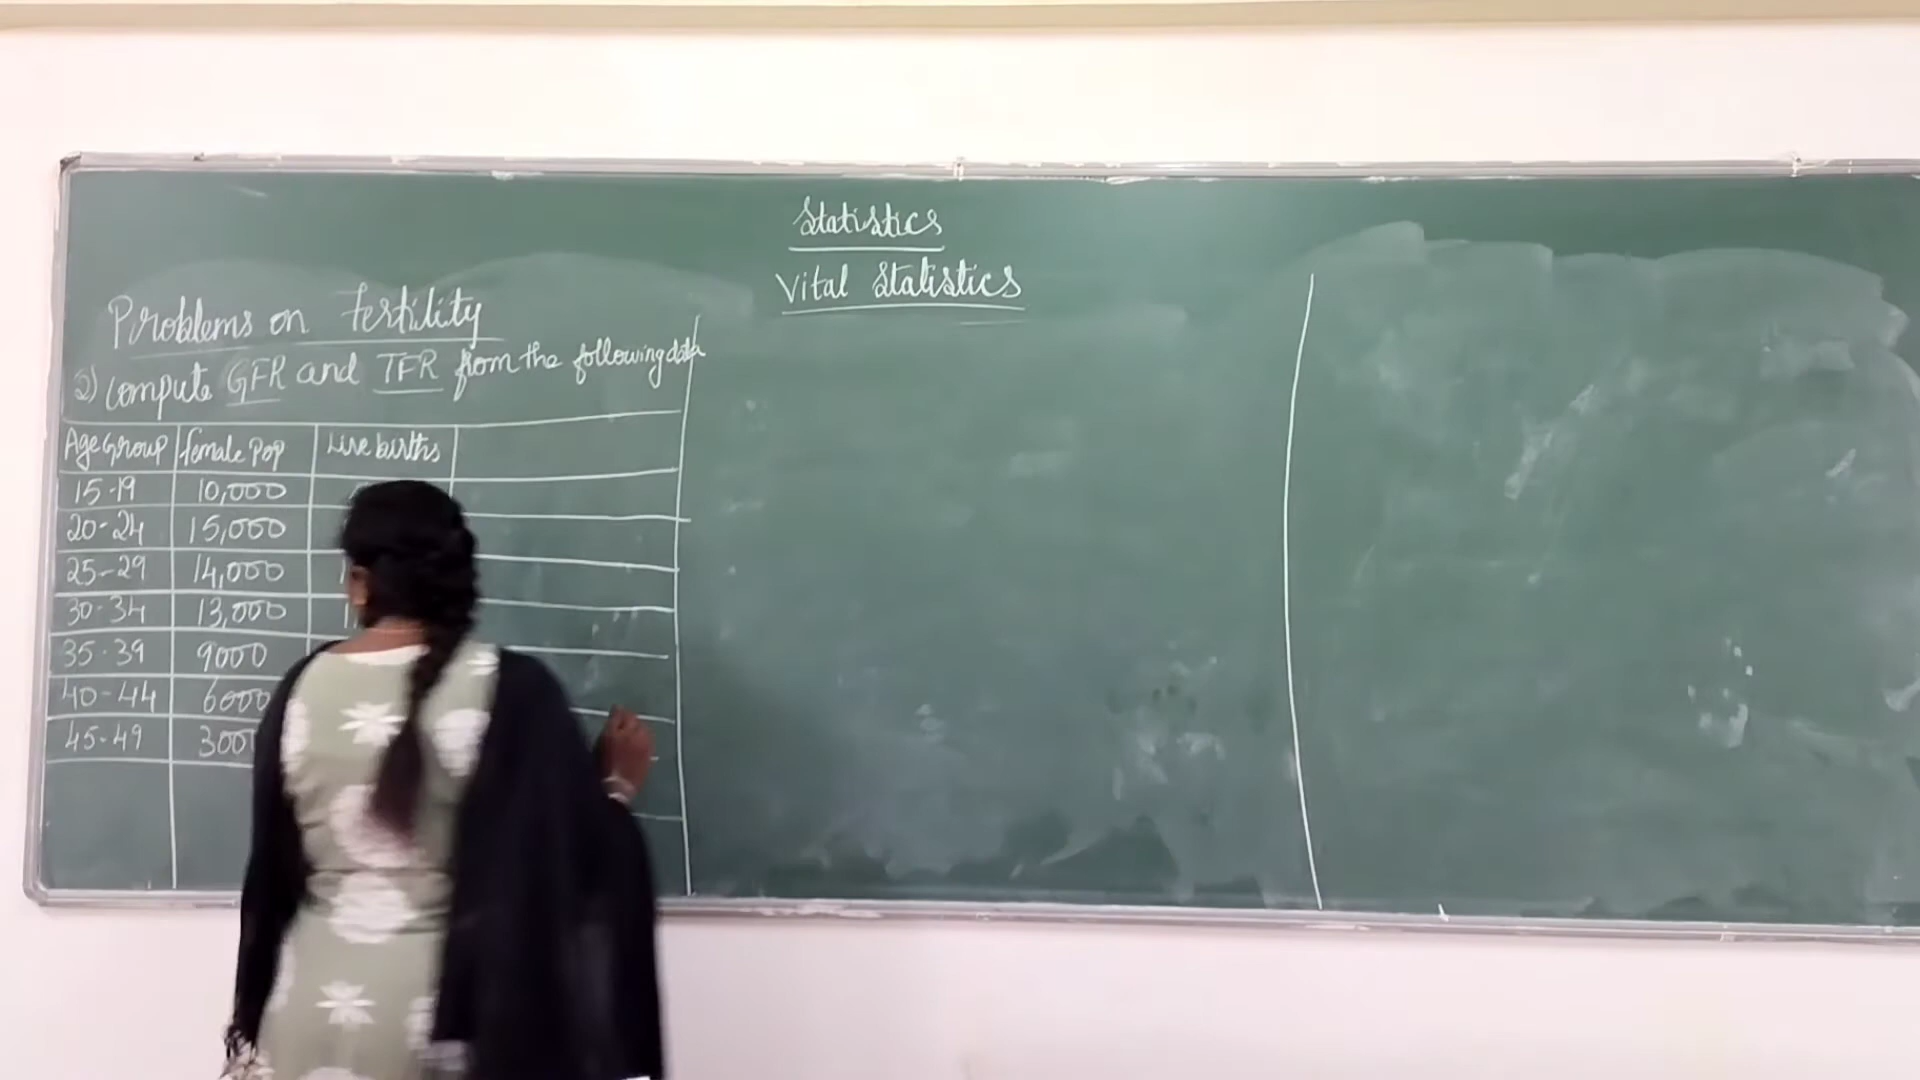 Statistics
Vital Statistics
Problems on fertility
2) compute GFR and TFR from the following data
Age Group female Pop Live births
15-19 10,000
20-24 15,000
25-29 14,000
30-34 13,000
35-39 9000
40-44 6000
45-49